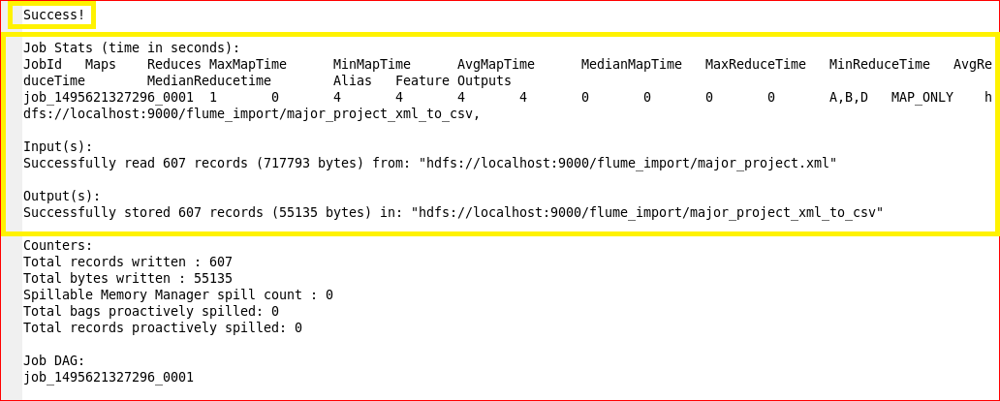 Success!
Job Stats (time in seconds):
JobId   Maps    Reduces MaxMapTime      MinMapTime      AvgMapTime      MedianMapTime   MaxReduceTime   MinReduceTime   AvgRe
duceTime        MedianReducetime        Alias   Feature Outputs
job_1495621327296_0001  1       0       4       4       4       4       0       0       0       0       A,B,D   MAP_ONLY    h
dfs://localhost:9000/flume_import/major_project_xml_to_csv,
Input(s):
Successfully read 607 records (717793 bytes) from: "hdfs://localhost:9000/flume_import/major_project.xml"
Output(s):
Successfully stored 607 records (55135 bytes) in: "hdfs://localhost:9000/flume_import/major_project_xml_to_csv"
Counters:
Total records written : 607
Total bytes written : 55135
Spillable Memory Manager spill count : 0
Total bags proactively spilled: 0
Total records proactively spilled: 0
Job DAG:
job_1495621327296_0001